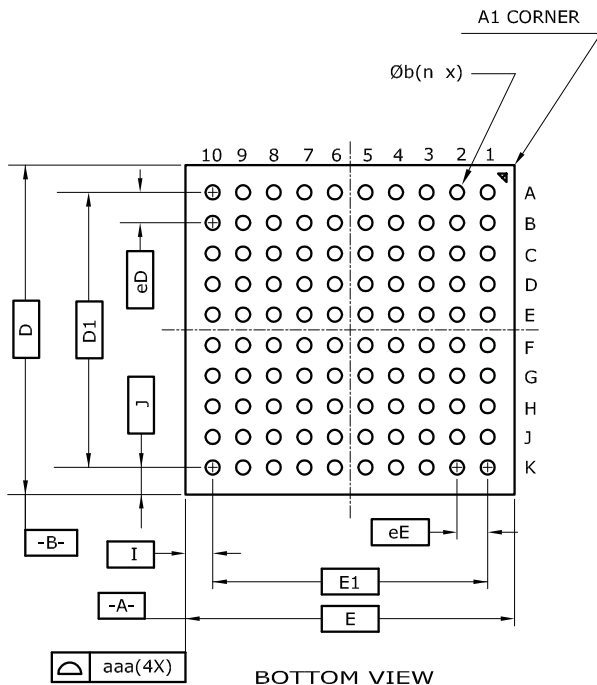 A1 CORNER
Øb(n x)
10 9 8 7 6 5 4 3 2 1
A
B
eD
C
D
E
D
D1
F
G
J
H
J
K
eE
-B-
I
E1
-A-
E
aaa(4X)
BOTTOM VIEW